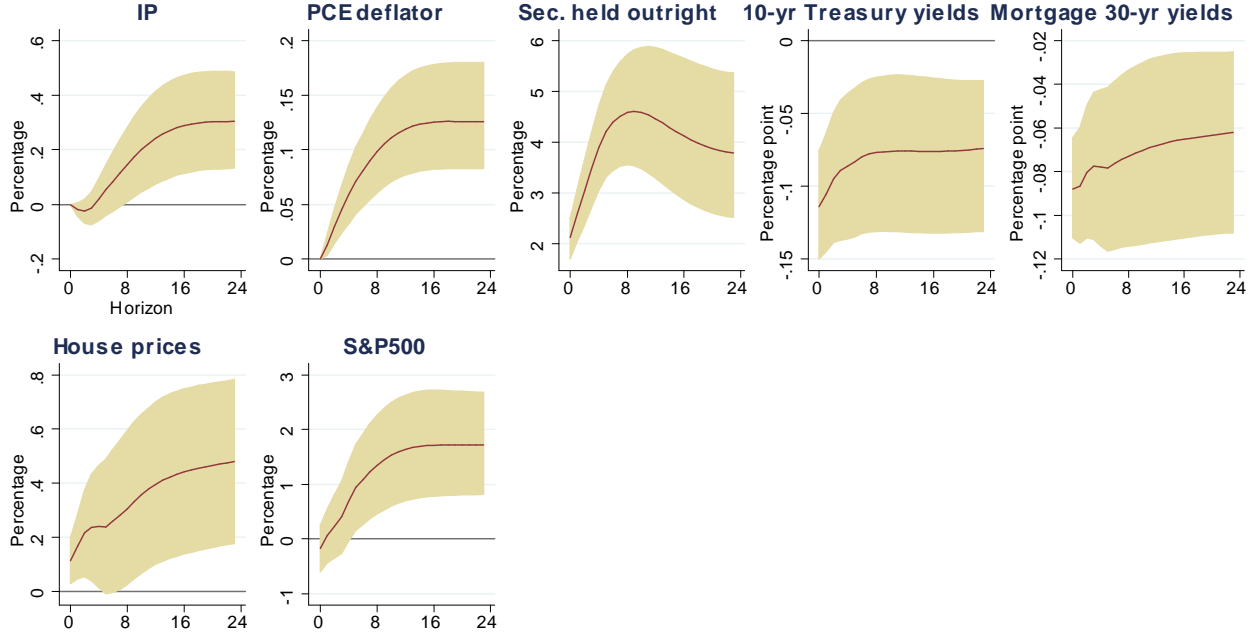 IP
PCE deflator
Sec. held outright
10-yr Treasury yields
Mortgage 30-yr yields
Percentage
.6
.4
.2
0
-.2
0 8 16 24
Horizon
Percentage
.2
.15
.1
.05
0
0 8 16 24
Percentage
6
5
4
3
2
0 8 16 24
Percentage point
0
-.05
-.1
-.15
0 8 16 24
Percentage point
-.02
-.04
-.06
-.08
-.1
-.12
0 8 16 24
House prices
S&P500
Percentage
.8
.6
.4
.2
0
0 8 16 24
Percentage
3
2
1
0
-1
0 8 16 24